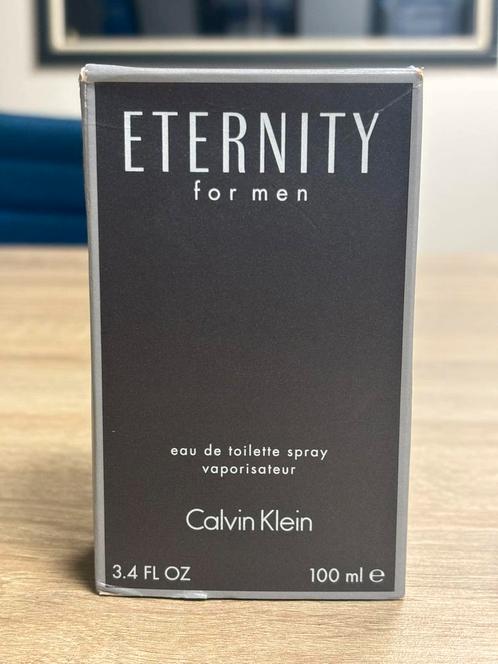 ETERNITY
for men
eau de toilette spray
vaporisateur
Calvin Klein
3.4 FL OZ 100 ml ℮